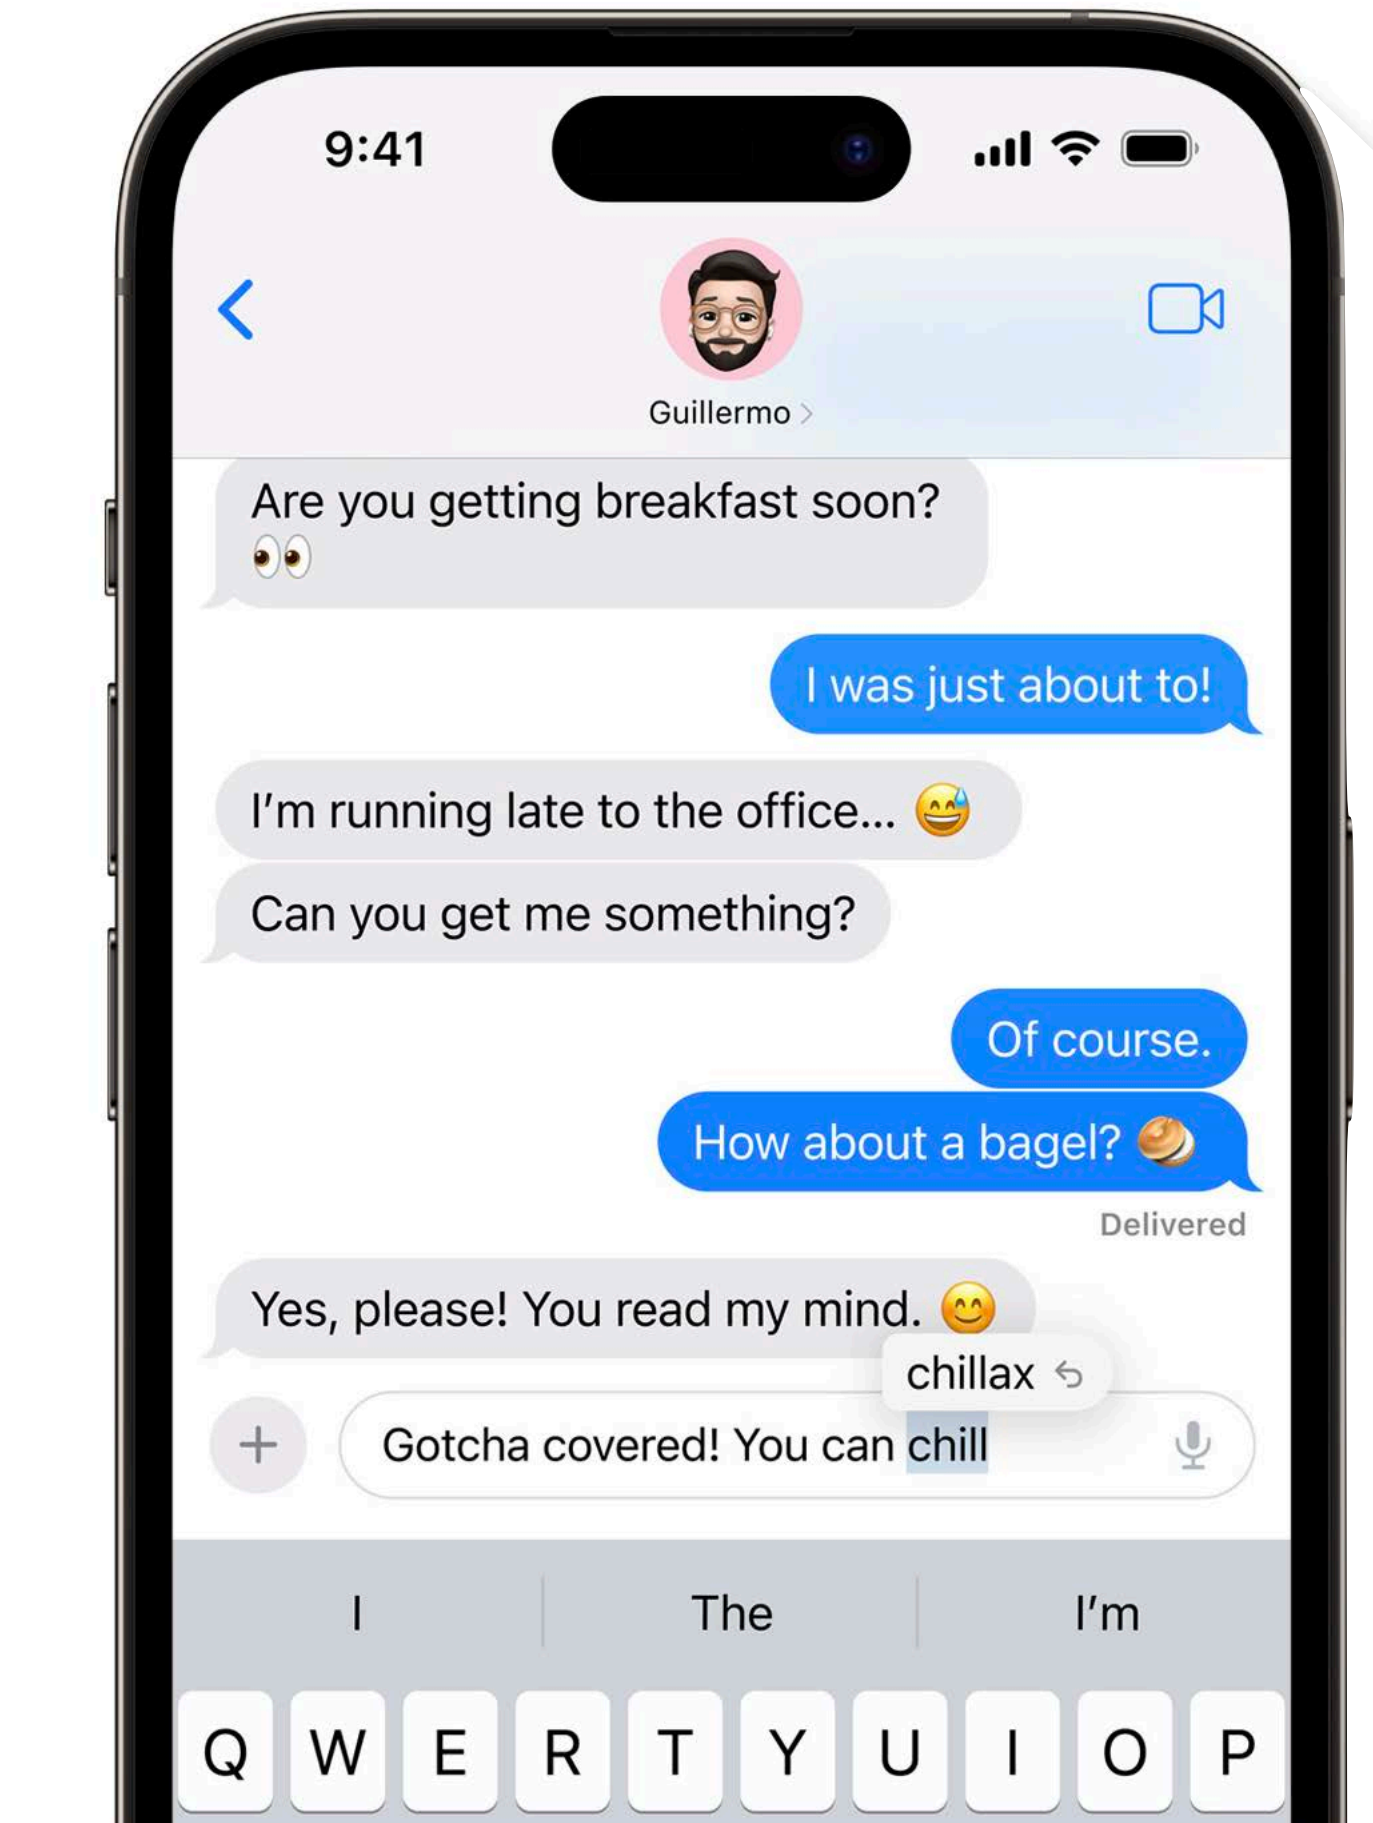 9:41
Guillermo
Are you getting breakfast soon?
👀
I was just about to!
I’m running late to the office... 😅
Can you get me something?
Of course.
How about a bagel? 🥯
Delivered
Yes, please! You read my mind. 😊
chillax
Gotcha covered! You can chill
I The I’m
Q W E R T Y U I O P